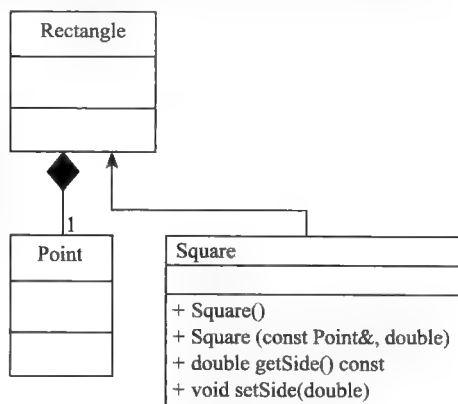 Rectangle
1
Point
Square
+ Square()
+ Square (const Point&, double)
+ double getSide() const
+ void setSide(double)